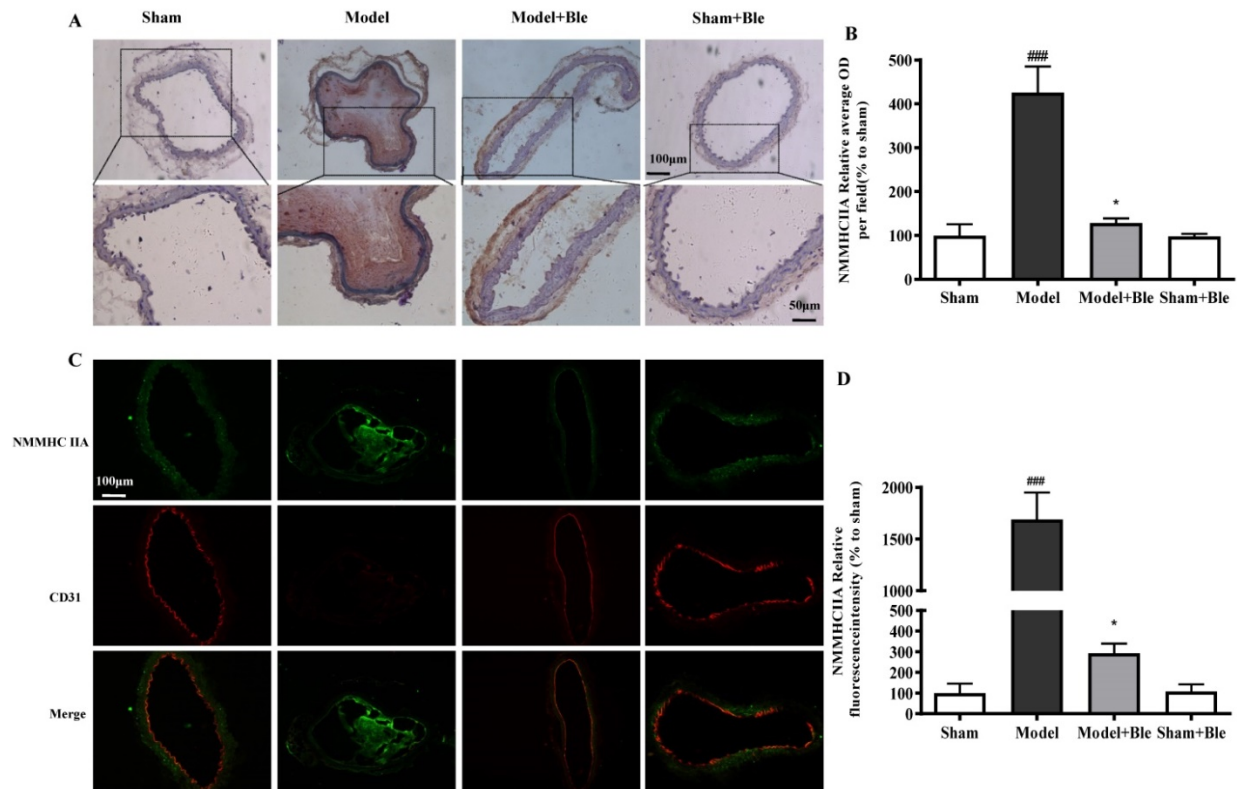 A
Sham
Model
Model+Ble
Sham+Ble
100μm
50μm
B
NMMHCIIA Relative average OD
per field(% to sham)
500
400
300
200
100
0
###
*
Sham
Model
Model+Ble
Sham+Ble
C
NMMHC IIA
100μm
CD31
Merge
D
NMMHCIIA Relative
fluorescenceintensity (% to sham)
2000
1500
1000
500
400
300
200
100
0
###
*
Sham
Model
Model+Ble
Sham+Ble